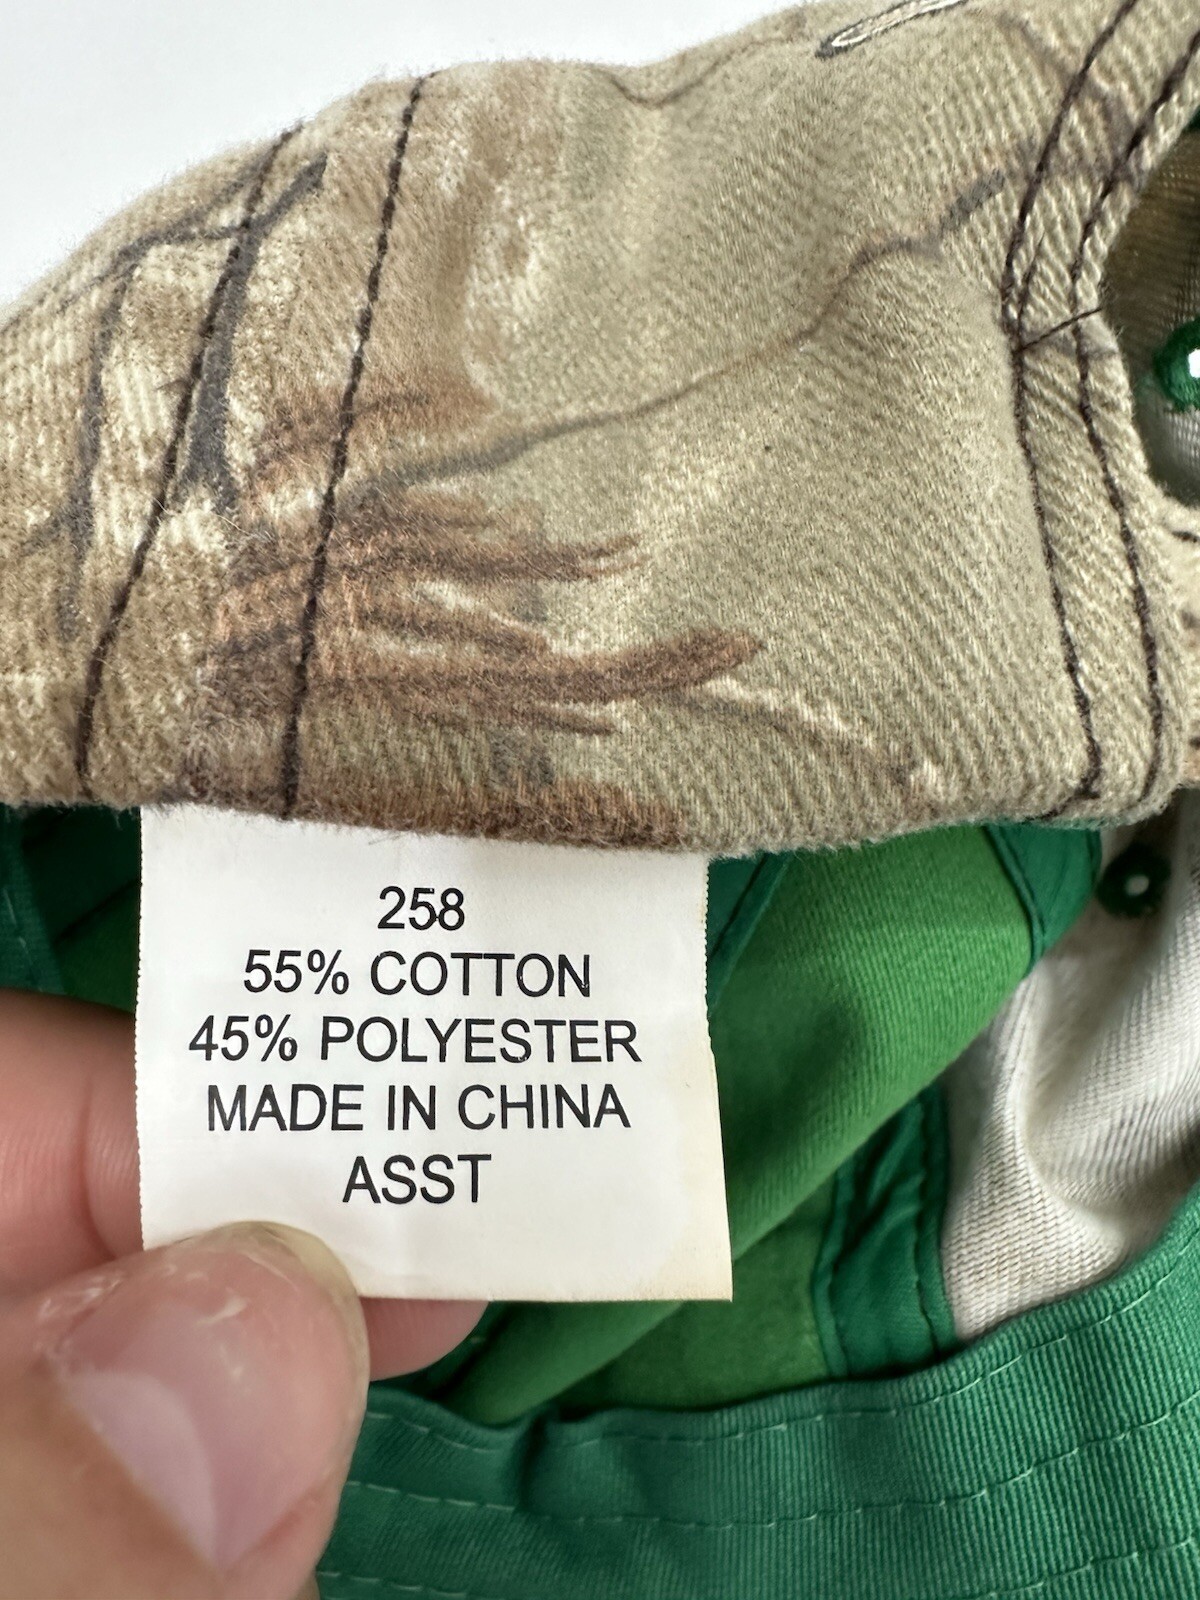 258
55% COTTON
45% POLYESTER
MADE IN CHINA
ASST